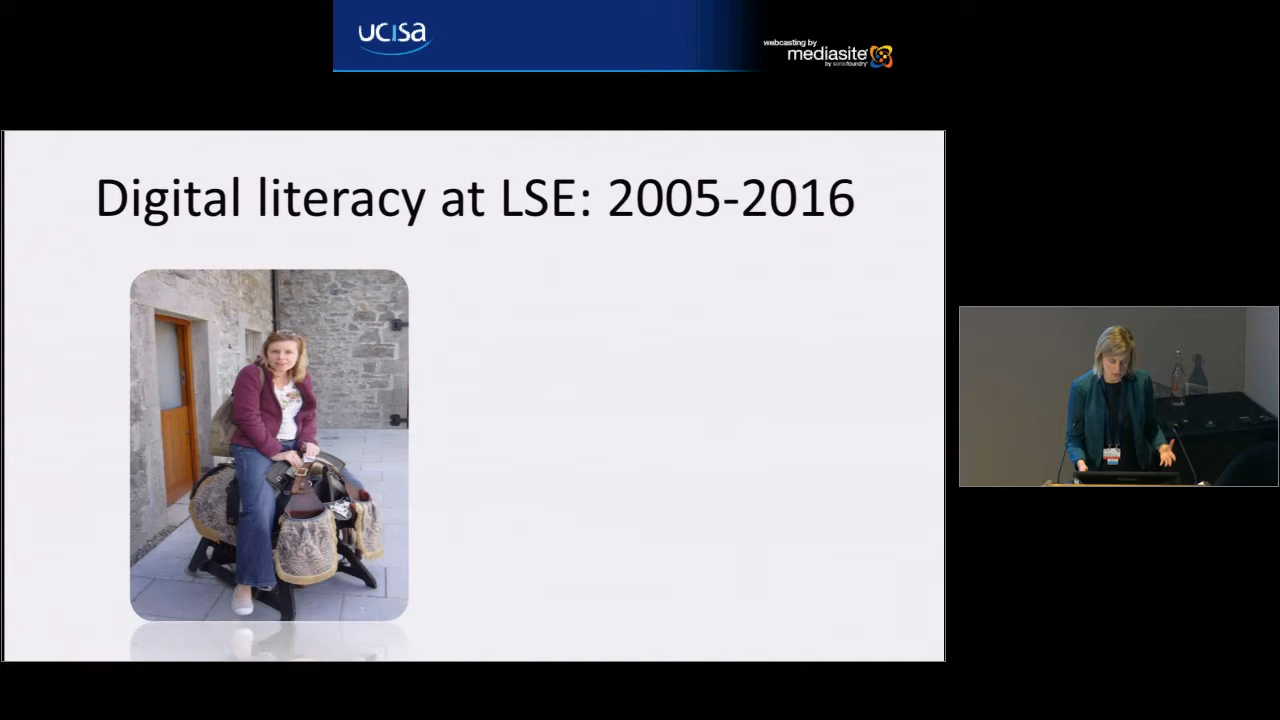 ucisa
webcasting by
mediasite
by sonicfoundry
Digital literacy at LSE: 2005-2016